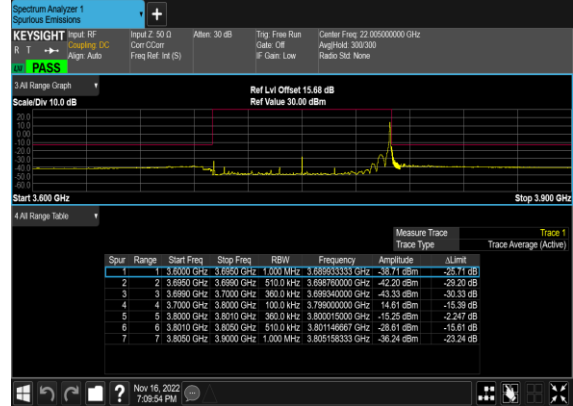 Spectrum Analyzer 1
Spurious Emissions
+
KEYSIGHT Input: RF Input Z: 50 Ω Atten: 30 dB Trig: Free Run Center Freq: 22.005000000 GHz
R T Coupling: DC Corr CCorr Gate: Off Avg|Hold: 300/300
Align: Auto Freq Ref: Int (S) IF Gain: Low Radio Std: None
PASS
3 All Range Graph
Ref Lvl Offset 15.68 dB
Scale/Div 10.0 dB Ref Value 30.00 dBm
20.0
10.0
0.00
-10.0
-20.0
-30.0
-40.0
-50.0
-60.0
Start 3.600 GHz Stop 3.900 GHz
4 All Range Table
Measure Trace Trace 1
Trace Type Trace Average (Active)
Spur Range Start Freq Stop Freq RBW Frequency Amplitude ΔLimit
1 1 3.6000 GHz 3.6950 GHz 1.000 MHz 3.689933333 GHz -38.71 dBm -25.71 dB
2 2 3.6950 GHz 3.6990 GHz 510.0 kHz 3.698760000 GHz -42.20 dBm -29.20 dB
3 3 3.6990 GHz 3.7000 GHz 360.0 kHz 3.699340000 GHz -43.33 dBm -30.33 dB
4 4 3.7000 GHz 3.8000 GHz 100.0 kHz 3.799000000 GHz 14.61 dBm -15.39 dB
5 5 3.8000 GHz 3.8010 GHz 360.0 kHz 3.800015000 GHz -15.25 dBm -2.247 dB
6 6 3.8010 GHz 3.8050 GHz 510.0 kHz 3.801146667 GHz -28.61 dBm -15.61 dB
7 7 3.8050 GHz 3.9000 GHz 1.000 MHz 3.805158333 GHz -36.24 dBm -23.24 dB
? Nov 16, 2022
7:09:54 PM